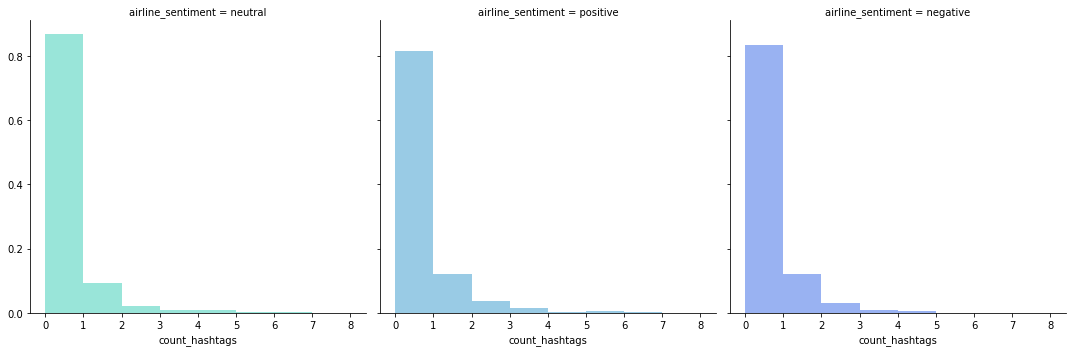 airline_sentiment = neutral
airline_sentiment = positive
airline_sentiment = negative
0.8
0.6
0.4
0.2
0.0
0 1 2 3 4 5 6 7 8
0 1 2 3 4 5 6 7 8
0 1 2 3 4 5 6 7 8
count_hashtags
count_hashtags
count_hashtags